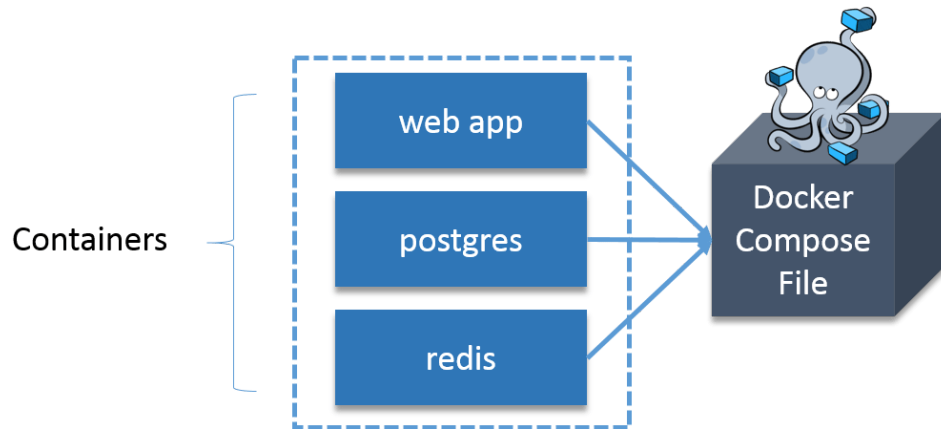 Containers
web app
postgres
redis
Docker
Compose
File